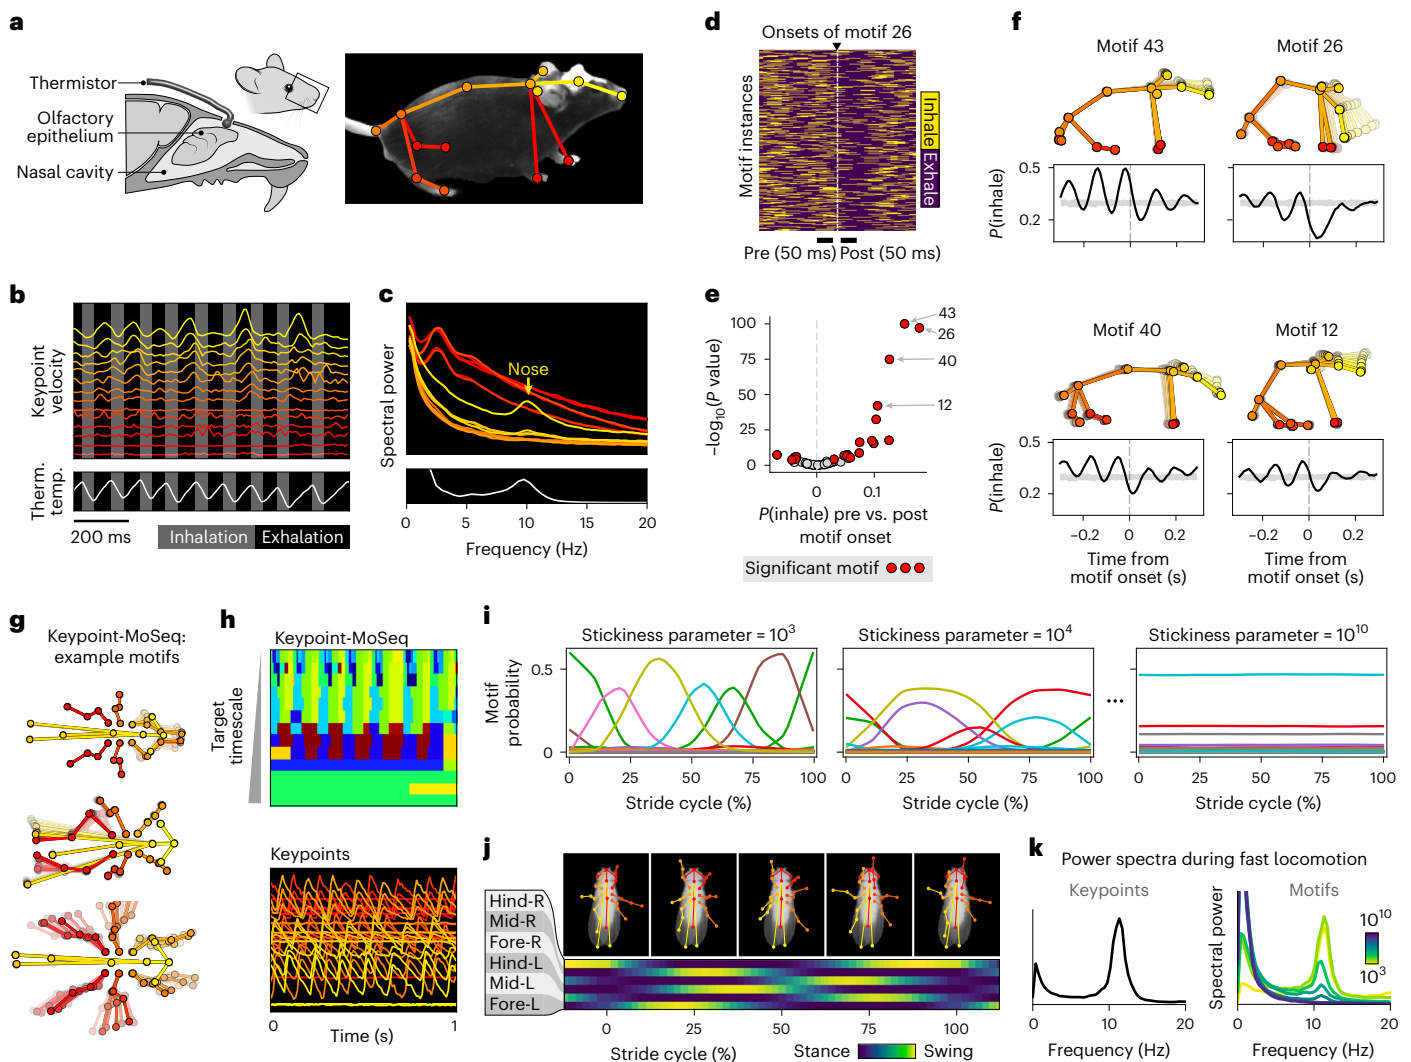 a
Thermistor
Olfactory
epithelium
Nasal cavity
b
Keypoint
velocity
Therm.
temp.
200 ms
Inhalation
Exhalation
c
Spectral power
Nose
0
5
10
15
20
Frequency (Hz)
d
Onsets of motif 26
Motif instances
Inhale
Exhale
Pre (50 ms)
Post (50 ms)
e
–log10(P value)
100
75
50
25
0
43
26
40
12
0
0.1
P(inhale) pre vs. post
motif onset
Significant motif
f
Motif 43
Motif 26
P(inhale)
0.5
0.2
Motif 40
Motif 12
P(inhale)
0.5
0.2
–0.2
0
0.2
0
0.2
Time from
motif onset (s)
Time from
motif onset (s)
g
Keypoint-MoSeq:
example motifs
h
Keypoint-MoSeq
Target
timescale
Keypoints
0
1
Time (s)
i
Stickiness parameter = 10³
Stickiness parameter = 10⁴
Stickiness parameter = 10¹⁰
Motif
probability
0.5
0
0
25
50
75
100
Stride cycle (%)
...
0
25
50
75
100
Stride cycle (%)
0
25
50
75
100
Stride cycle (%)
j
Hind-R
Mid-R
Fore-R
Hind-L
Mid-L
Fore-L
0
25
50
75
100
Stride cycle (%)
Stance
Swing
k
Power spectra during fast locomotion
Keypoints
Motifs
Spectral power
10¹⁰
10³
0
10
20
Frequency (Hz)
0
10
20
Frequency (Hz)